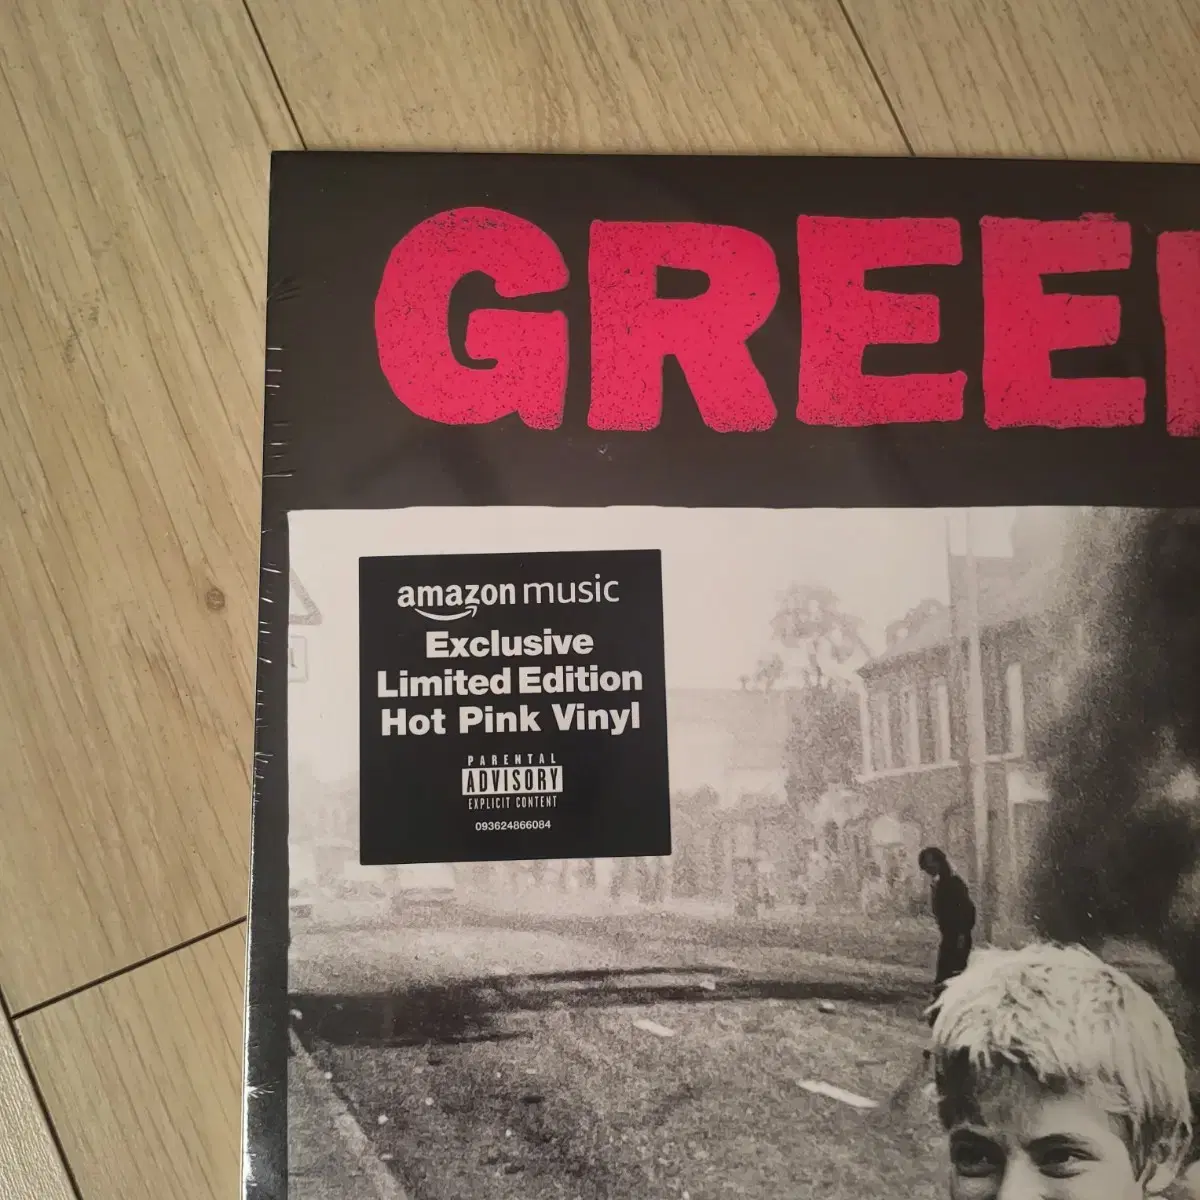 GREE
amazon music
Exclusive
Limited Edition
Hot Pink Vinyl
PARENTAL
ADVISORY
EXPLICIT CONTENT
093624866084